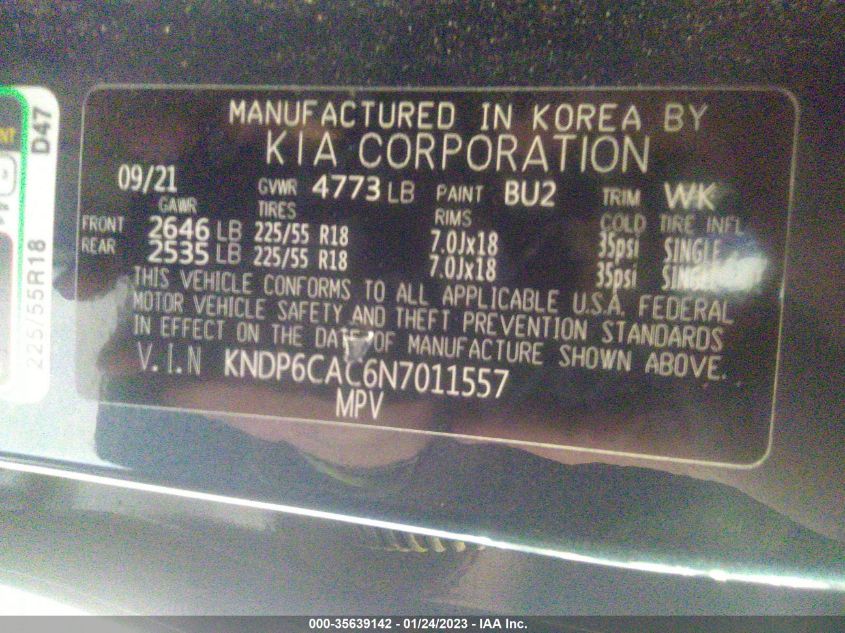 MANUFACTURED IN KOREA BY
KIA CORPORATION
09/21 GVWR 4773 LB PAINT BU2 TRIM WK
GAWR TIRES RIMS COLD TIRE INFL
FRONT 2646 LB 225/55 R18 7.0Jx18 35psi SINGLE
REAR 2535 LB 225/55 R18 7.0Jx18 35psi
THIS VEHICLE CONFORMS TO ALL APPLICABLE U.S.A. FEDERAL
MOTOR VEHICLE SAFETY AND THEFT PREVENTION STANDARDS
IN EFFECT ON THE DATE OF MANUFACTURE SHOWN ABOVE.
V.I.N KNDP6CAC6N7011557
MPV
225/55R18 D47
000-35639142 - 01/24/2023 - IAA Inc.